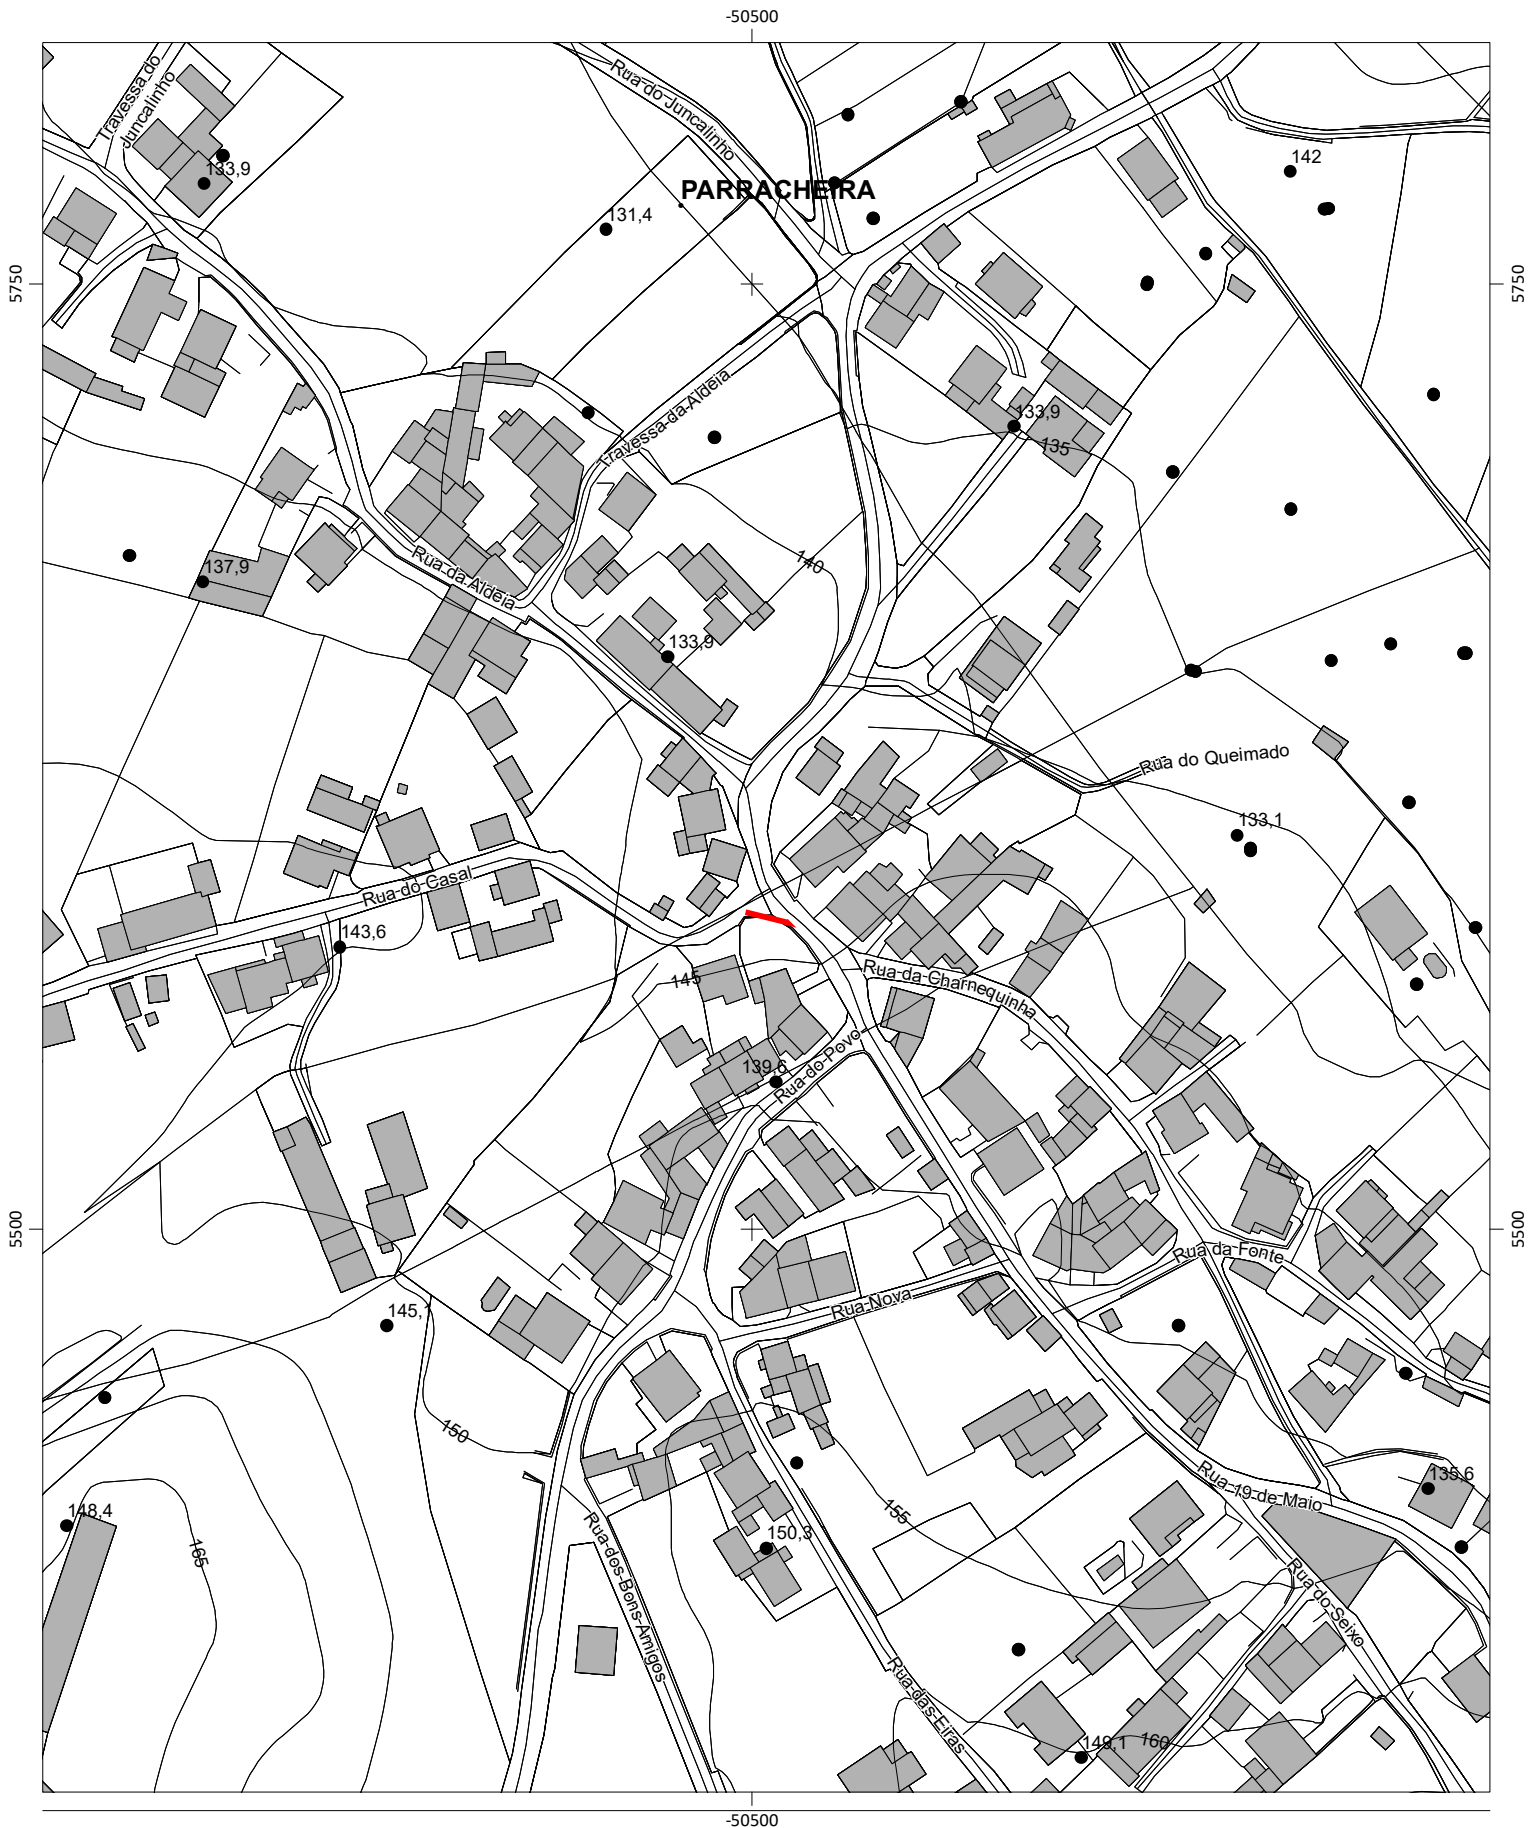 -50500
Travessa do
Juncalinho
Rua do Juncalinho
142
133,9
PARRACHEIRA
131,4
5750
5750
Travessa da Aldeia
133,9
135
140
137,9
Rua da Aldeia
133,9
Rua do Queimado
133,1
Rua do Casal
143,6
145
Rua da Charnequinha
139,6
Rua do Povo
5500
5500
Rua da Fonte
145,1
Rua Nova
150
135,6
Rua 19 de Maio
148,4
165
155
150,3
Rua dos Bons Amigos
Rua do Seixo
Rua das Eiras
149,1
160
-50500